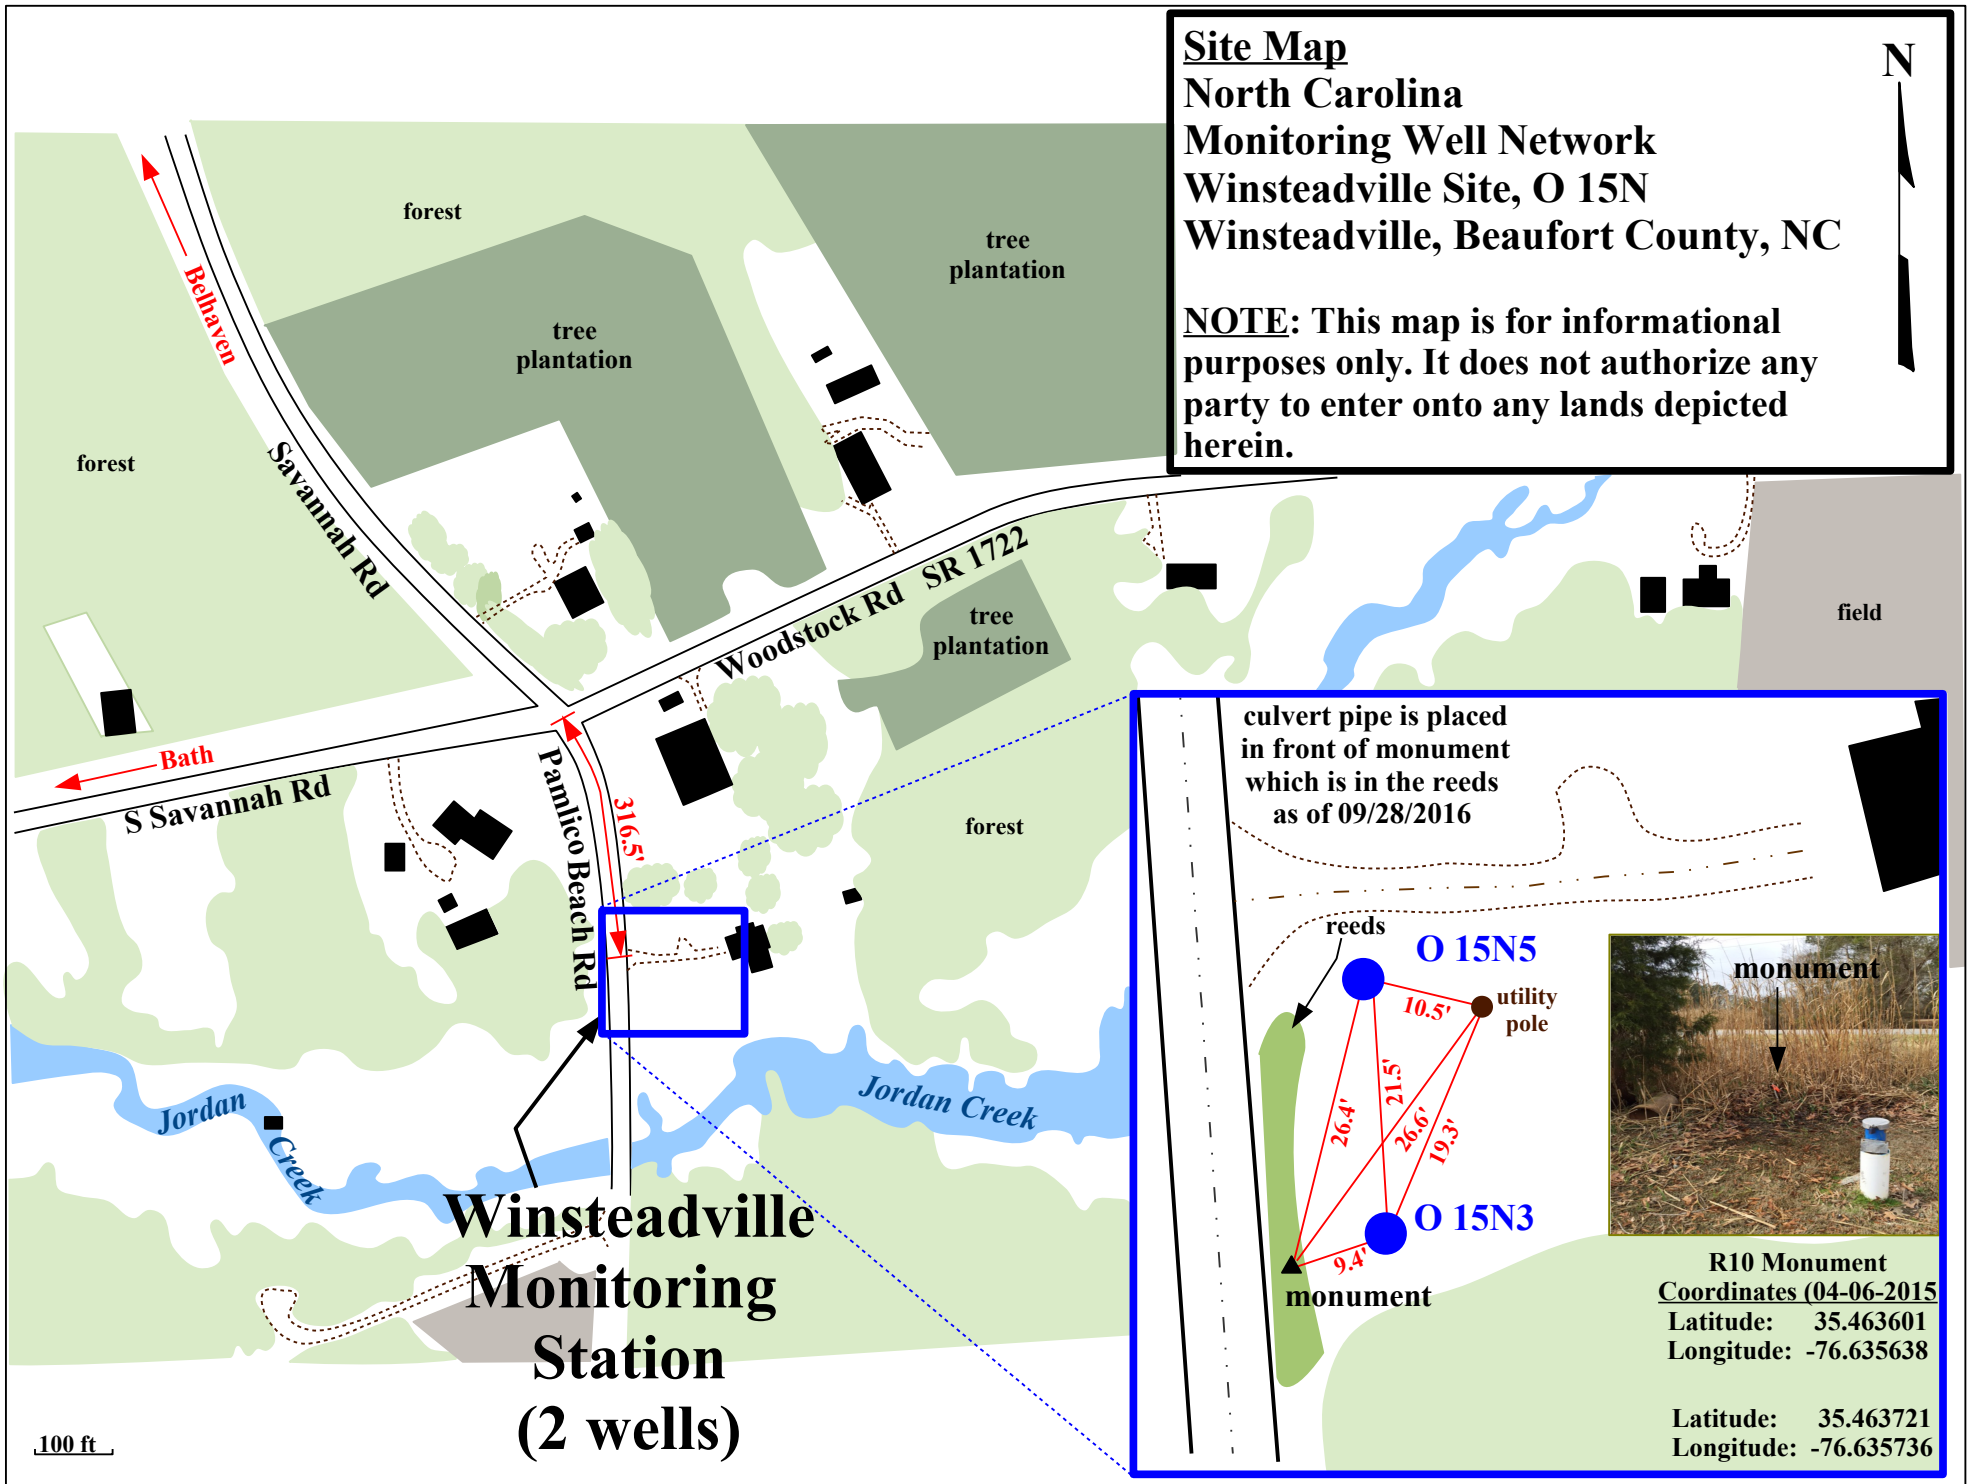 Site Map
N
North Carolina
Monitoring Well Network
Winsteadville Site, O 15N
Winsteadville, Beaufort County, NC
NOTE: This map is for informational
purposes only. It does not authorize any
party to enter onto any lands depicted
herein.
forest
tree
plantation
Belhaven
tree
plantation
forest
Savannah Rd
Woodstock Rd SR 1722
tree
plantation
field
Bath
S Savannah Rd
Pamlico Beach Rd
316.5'
forest
Jordan
Creek
Jordan Creek
Winsteadville
Monitoring
Station
(2 wells)
100 ft
culvert pipe is placed
in front of monument
which is in the reeds
as of 09/28/2016
reeds
O 15N5
10.5'
utility
pole
26.4'
21.5'
26.6'
19.3'
O 15N3
9.4'
monument
monument
R10 Monument
Coordinates (04-06-2015
Latitude: 35.463601
Longitude: -76.635638
Latitude: 35.463721
Longitude: -76.635736